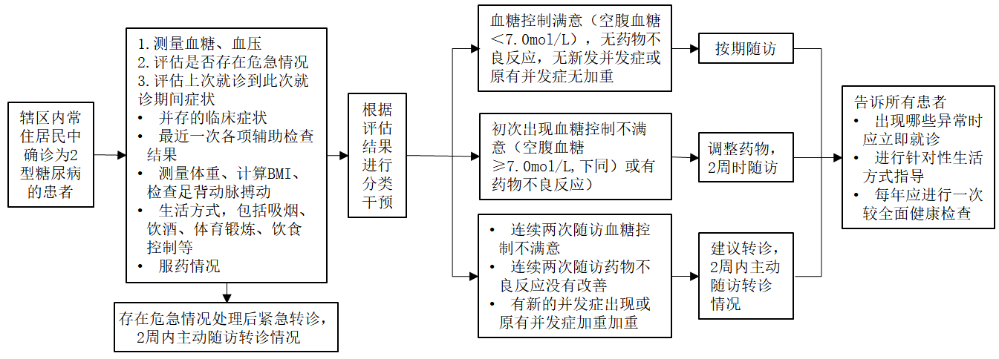 辖区内常
住居民中
确诊为2
型糖尿病
的患者
1.测量血糖、血压
2.评估是否存在危急情况
3.评估上次就诊到此次就
诊期间症状
• 并存的临床症状
• 最近一次各项辅助检查
结果
• 测量体重、计算BMI、
检查足背动脉搏动
• 生活方式，包括吸烟、
饮酒、体育锻炼、饮食
控制等
• 服药情况
存在危急情况处理后紧急转诊，
2周内主动随访转诊情况
根据
评估
结果
进行
分类
干预
血糖控制满意（空腹血糖
＜7.0mol/L），无药物不
良反应，无新发并发症或
原有并发症无加重
按期随访
初次出现血糖控制不满
意（空腹血糖
≥7.0mol/L,下同）或有
药物不良反应）
调整药物，
2周时随访
• 连续两次随访血糖控
制不满意
• 连续两次随访药物不
良反应没有改善
• 有新的并发症出现或
原有并发症加重加重
建议转诊，
2周内主动
随访转诊
情况
告诉所有患者
• 出现哪些异常时
应立即就诊
• 进行针对性生活
方式指导
• 每年应进行一次
较全面健康检查